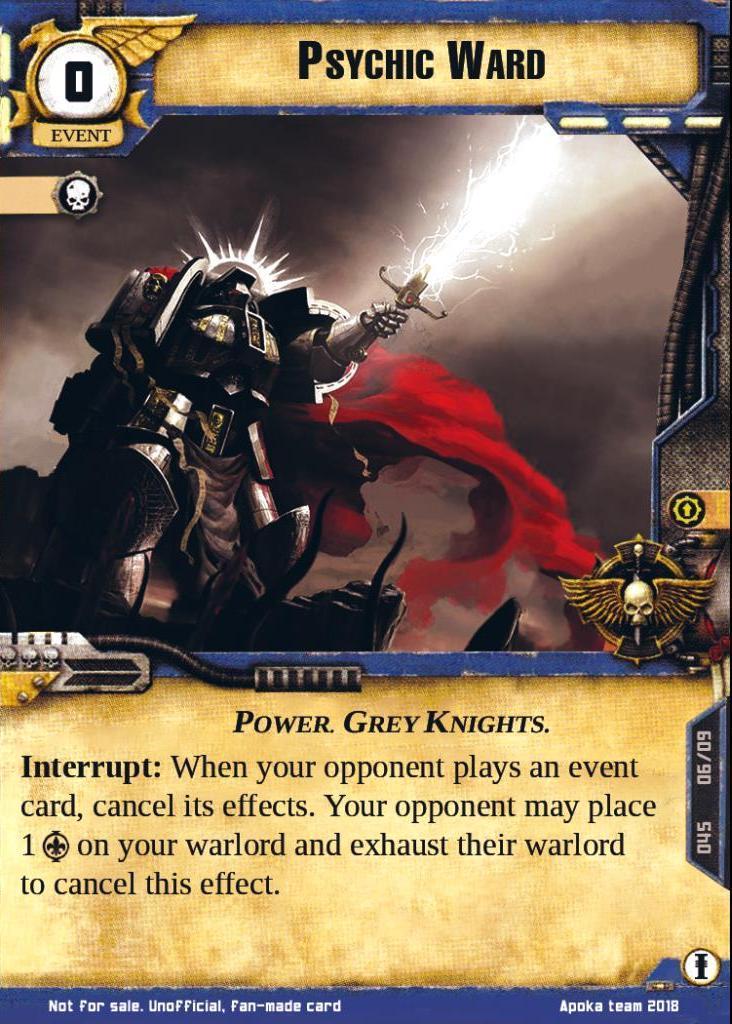 0
PSYCHIC WARD
EVENT
POWER. GREY KNIGHTS.
Interrupt: When your opponent plays an event
card, cancel its effects. Your opponent may place
1 on your warlord and exhaust their warlord
to cancel this effect.
60/90
045
I
Not for sale. Unofficial, fan-made card
Apoka team 2018